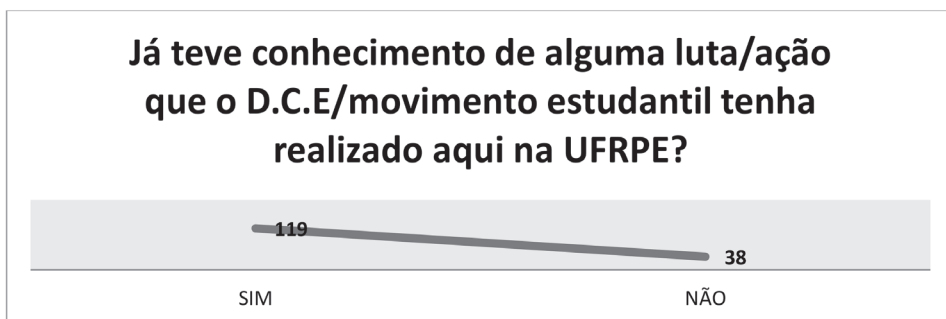 Já teve conhecimento de alguma luta/ação
que o D.C.E/movimento estudantil tenha
realizado aqui na UFRPE?
119
38
SIM NÃO